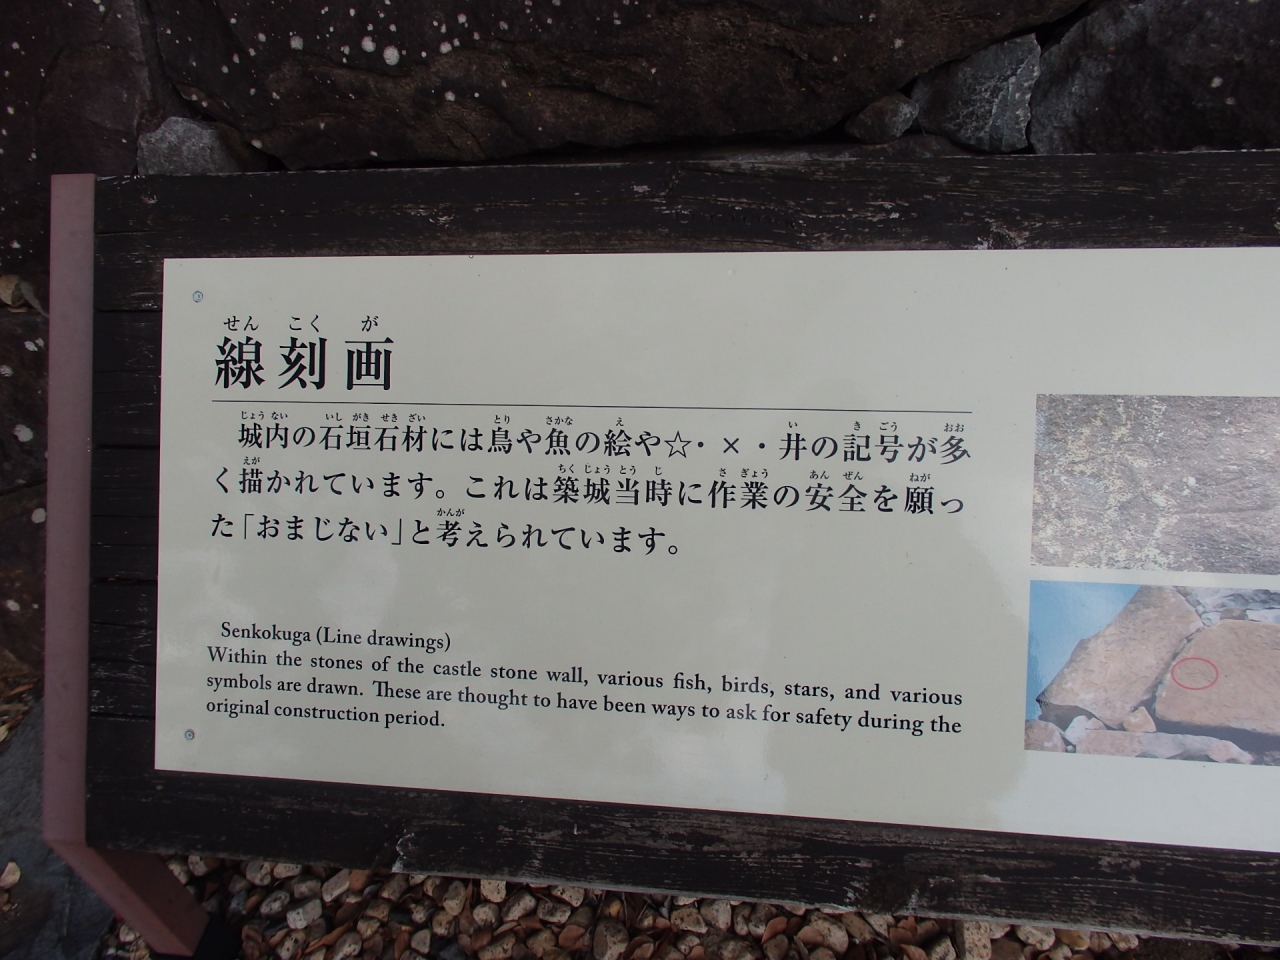 せん こく が
線刻画
じょう ない いし がき せき ざい とり さかな え い き ごう おお
城内の石垣石材には鳥や魚の絵や☆・×・井の記号が多
えが ちく じょう とう じ さ ぎょう あん ぜん ねが
く描かれています。これは築城当時に作業の安全を願っ
かんが
た「おまじない」と考えられています。
Senkokuga (Line drawings)
Within the stones of the castle stone wall, various fish, birds, stars, and various
symbols are drawn. These are thought to have been ways to ask for safety during the
original construction period.